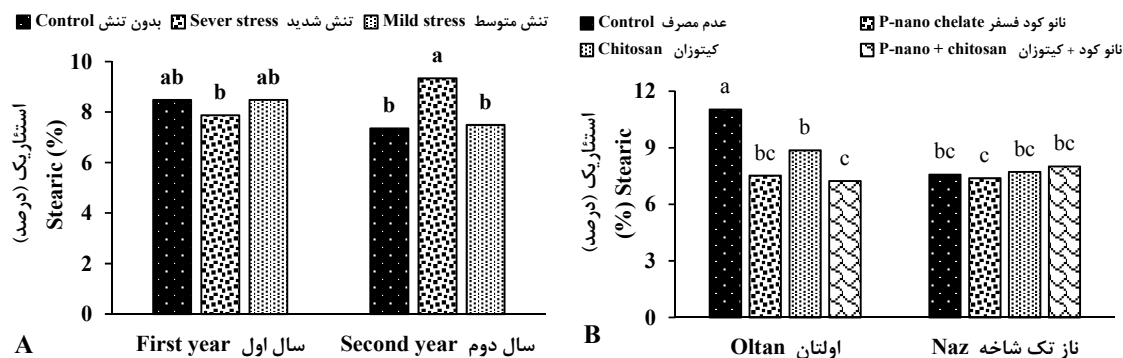 Control بدون تنش Sever stress تنش شدید Mild stress تنش متوسط
استئاریک (درصد)
Stearic (%)
10
8
6
4
2
0
ab
b
ab
b
a
b
First year سال اول
Second year سال دوم
A
Control عدم مصرف
P-nano chelate نانو کود فسفر
Chitosan کیتوزان
P-nano + chitosan نانو کود + کیتوزان
استئاریک (درصد)
(%) Stearic
12
9
6
3
0
a
bc
b
c
bc
c
bc
bc
Oltan اولتان
Naz ناز تک شاخه
B